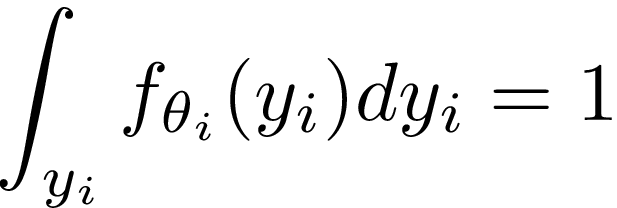 ∫_{y_i} f_{θ_i}(y_i)dy_i = 1